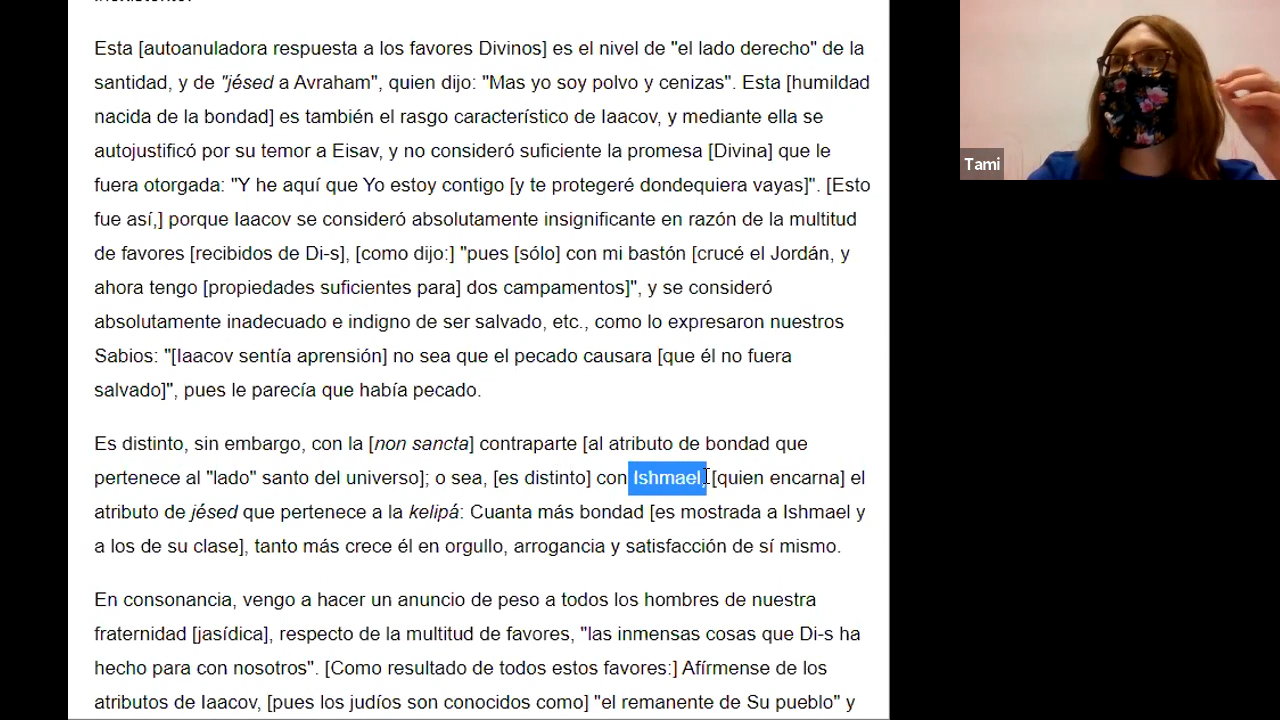 Esta [autoanuladora respuesta a los favores Divinos] es el nivel de "el lado derecho" de la
santidad, y de "jésed a Avraham", quien dijo: "Mas yo soy polvo y cenizas". Esta [humildad
nacida de la bondad] es también el rasgo característico de Iaacov, y mediante ella se
autojustificó por su temor a Eisav, y no consideró suficiente la promesa [Divina] que le
fuera otorgada: "Y he aquí que Yo estoy contigo [y te protegeré dondequiera vayas]". [Esto
fue así,] porque Iaacov se consideró absolutamente insignificante en razón de la multitud
de favores [recibidos de Di-s], [como dijo:] "pues [sólo] con mi bastón [crucé el Jordán, y
ahora tengo [propiedades suficientes para] dos campamentos]", y se consideró
absolutamente inadecuado e indigno de ser salvado, etc., como lo expresaron nuestros
Sabios: "[Iaacov sentía aprensión] no sea que el pecado causara [que él no fuera
salvado]", pues le parecía que había pecado.
Es distinto, sin embargo, con la [non sancta] contraparte [al atributo de bondad que
pertenece al "lado" santo del universo]; o sea, [es distinto] con Ishmael, [quien encarna] el
atributo de jésed que pertenece a la kelipá: Cuanta más bondad [es mostrada a Ishmael y
a los de su clase], tanto más crece él en orgullo, arrogancia y satisfacción de sí mismo.
En consonancia, vengo a hacer un anuncio de peso a todos los hombres de nuestra
fraternidad [jasídica], respecto de la multitud de favores, "las inmensas cosas que Di-s ha
hecho para con nosotros". [Como resultado de todos estos favores:] Afírmense de los
atributos de Iaacov, [pues los judíos son conocidos como] "el remanente de Su pueblo" y
Tami